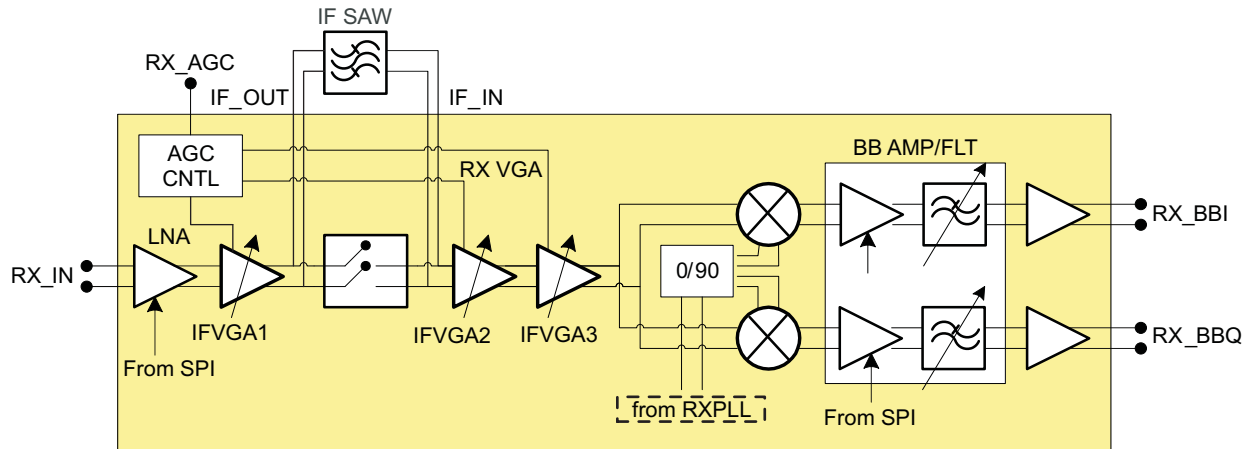 IF SAW
RX_AGC
IF_OUT
IF_IN
AGC
CNTL
RX VGA
BB AMP/FLT
LNA
RX_IN
0/90
RX_BBI
IFVGA1
IFVGA2
IFVGA3
RX_BBQ
From SPI
from RXPLL
From SPI